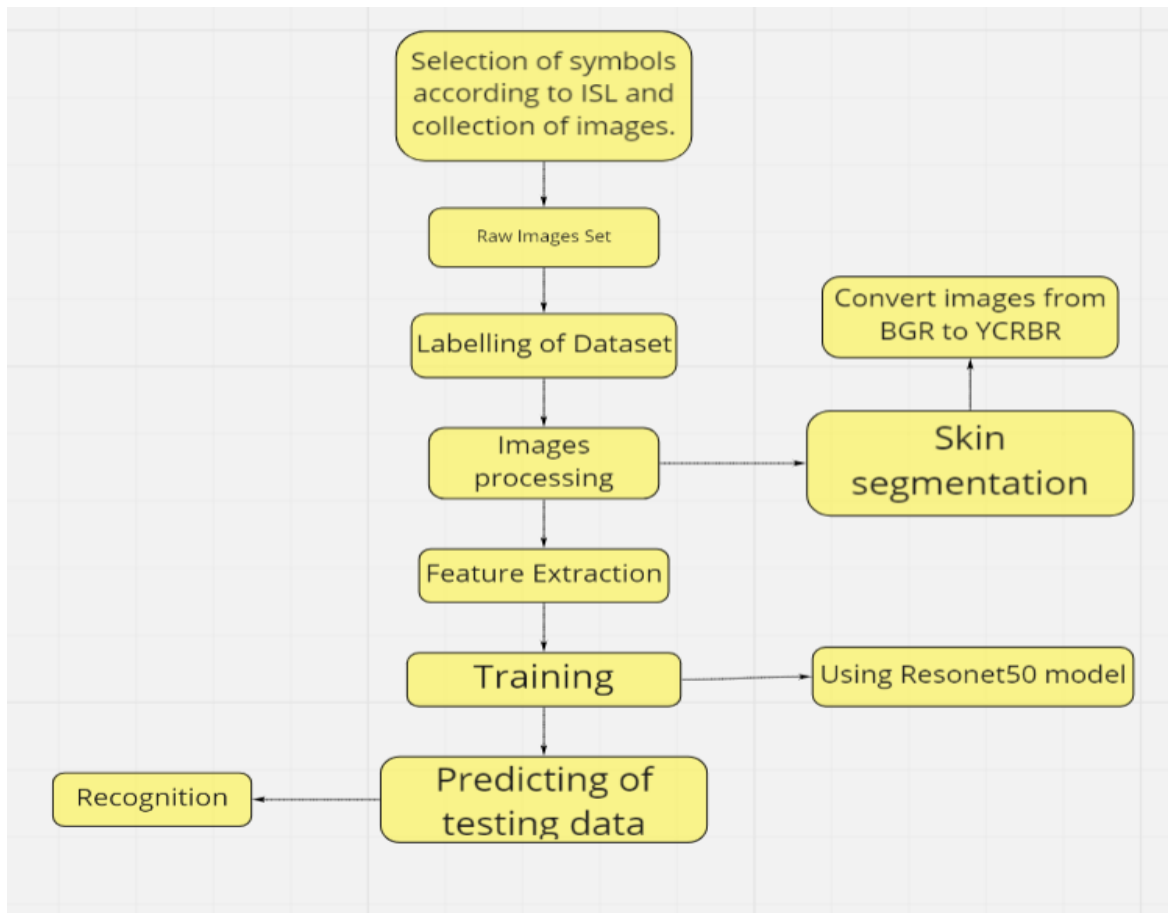 Selection of symbols
according to ISL and
collection of images.
Raw Images Set
Labelling of Dataset
Convert images from
BGR to YCRBR
Images
processing
Skin
segmentation
Feature Extraction
Training
Using Resonet50 model
Predicting of
testing data
Recognition